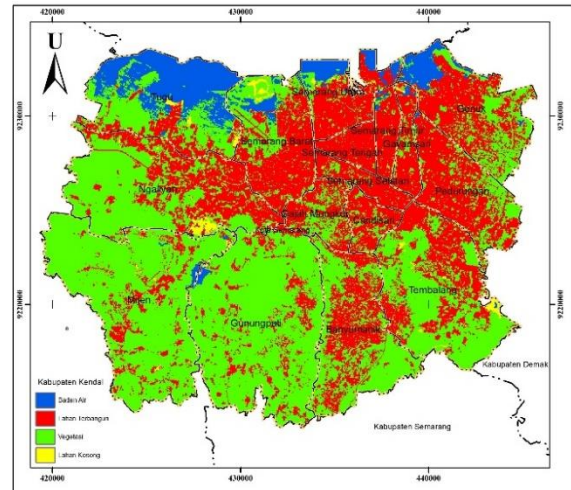 420000 430000 440000
U
Tugu
Semarang Utara
Genuk
9230000 9230000
Semarang Timur
Semarang Barat
Gayamsari
Semarang Tengah
Semarang Selatan
Ngaliyan
Pedurungan
Gajah Mungkur
Candisari
Mijen
Tembalang
9220000 9220000
Gunungpati
Banyumanik
Kabupaten Demak
Kabupaten Kendal
Badan Air
Lahan Terbangun
Kabupaten Semarang
Vegetasi
Lahan Kosong
420000 430000 440000